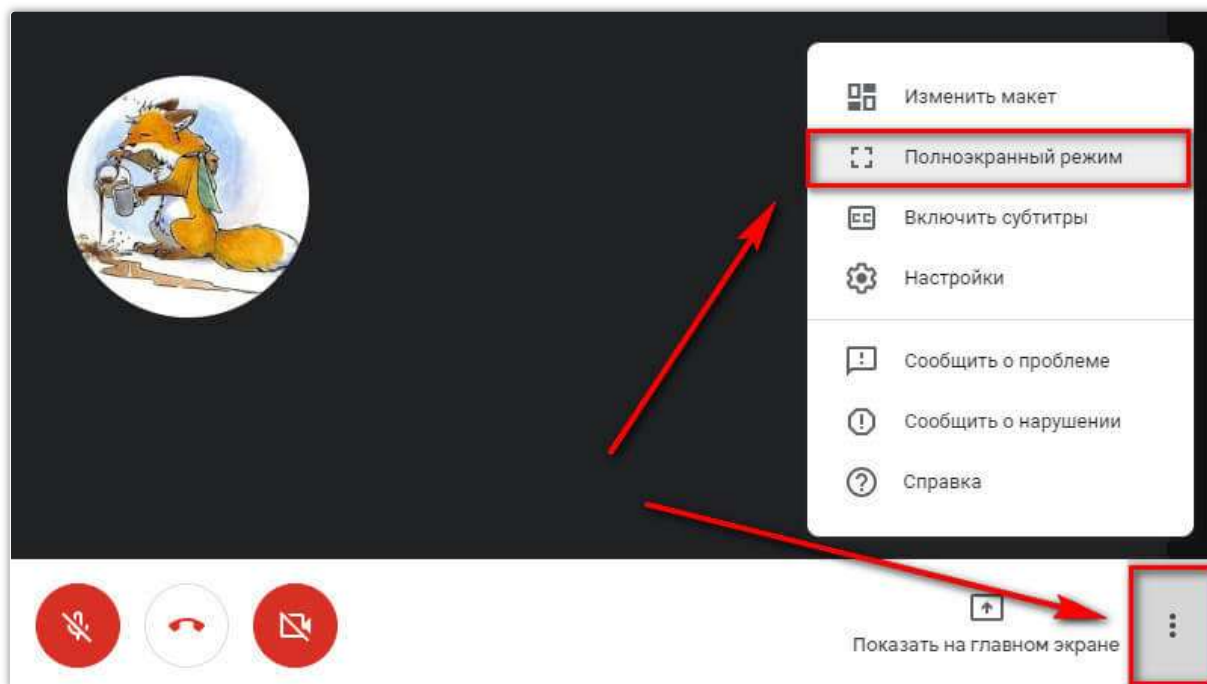 Изменить макет
Полноэкранный режим
Включить субтитры
Настройки
Сообщить о проблеме
Сообщить о нарушении
Справка
Показать на главном экране